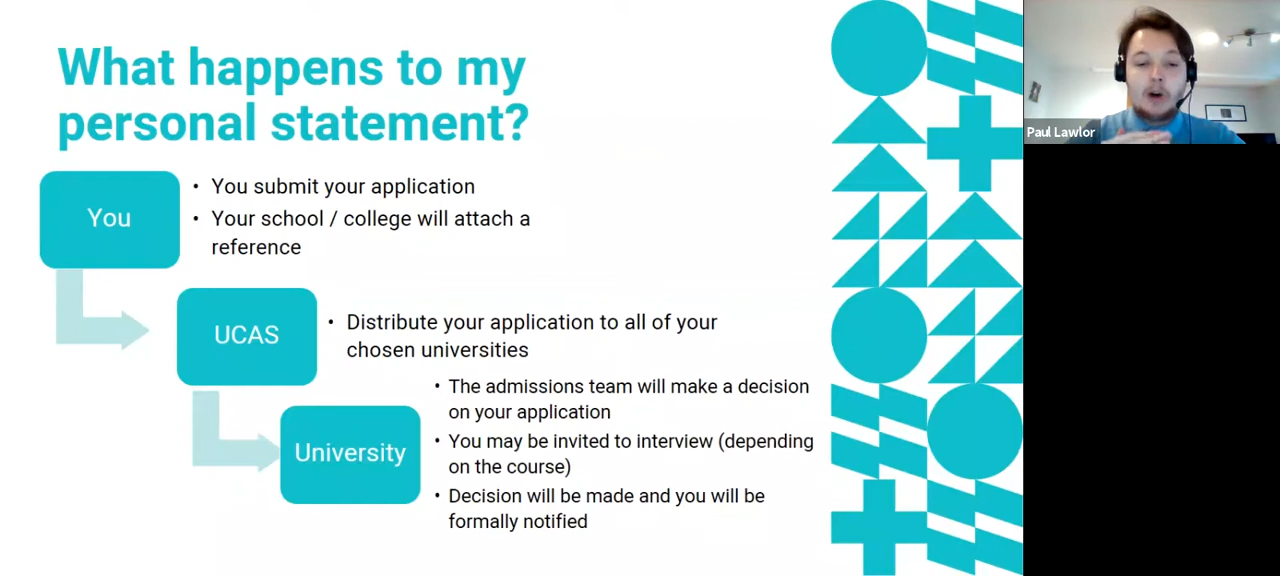 What happens to my
personal statement?
You
• You submit your application
• Your school / college will attach a
reference
UCAS
• Distribute your application to all of your
chosen universities
University
• The admissions team will make a decision
on your application
• You may be invited to interview (depending
on the course)
• Decision will be made and you will be
formally notified
Paul Lawlor